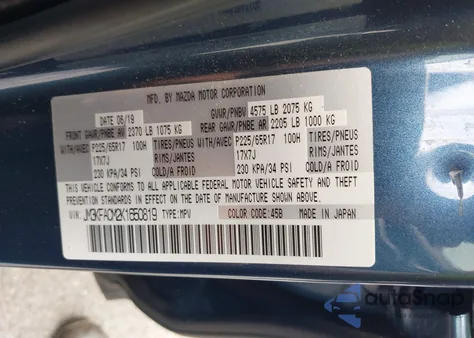 MFD. BY MAZDA MOTOR CORPORATION
DATE 06/19 GVWR/PNBV 4575 LB 2075 KG
FRONT GAWR/PNBE AV 2370 LB 1075 KG REAR GAWR/PNBE AR 2205 LB 1000 KG
WITH/AVEC P225/65R17 100H TIRES/PNEUS WITH/AVEC P225/65R17 100H TIRES/PNEUS
17X7J RIMS/JANTES 17X7J RIMS/JANTES
230 KPA/34 PSI COLD/A FROID 230 KPA/34 PSI COLD/A FROID
THIS VEHICLE CONFORMS TO ALL APPLICABLE FEDERAL MOTOR VEHICLE SAFETY AND THEFT
PREVENTION STANDARDS IN EFFECT ON THE DATE OF MANUFACTURE SHOWN ABOVE.
VIN: TYPE: MPV COLOR CODE: 45B MADE IN JAPAN
autoSnap